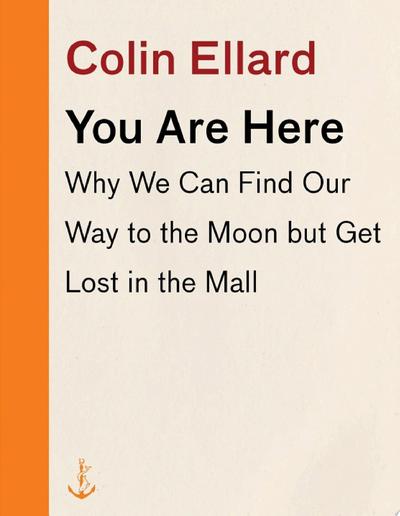 Colin Ellard
You Are Here
Why We Can Find Our
Way to the Moon but Get
Lost in the Mall